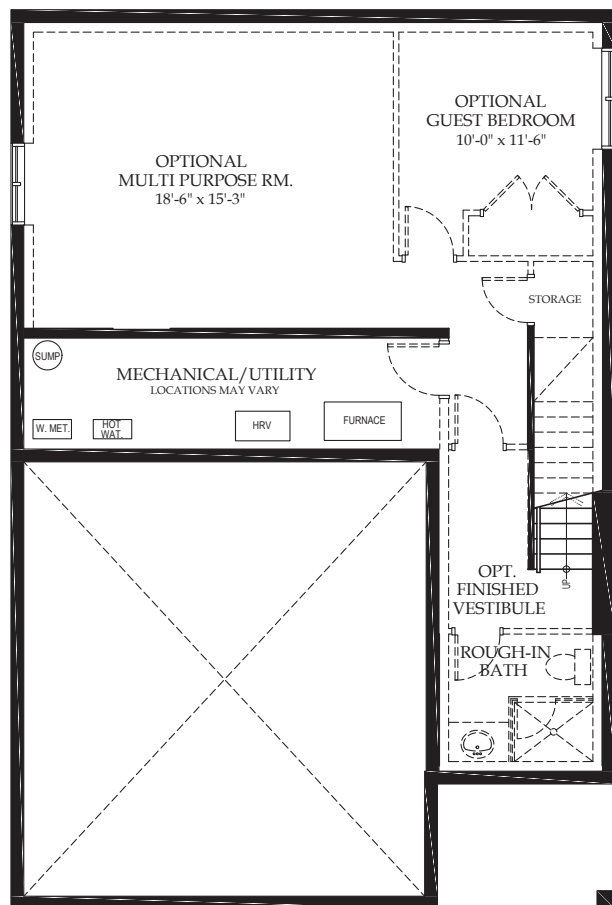 OPTIONAL
GUEST BEDROOM
10'-0" x 11'-6"
OPTIONAL
MULTI PURPOSE RM.
18'-6" x 15'-3"
STORAGE
SUMP
MECHANICAL/UTILITY
LOCATIONS MAY VARY
W. MET.
HOT
WAT.
HRV
FURNACE
UP
OPT.
FINISHED
VESTIBULE
ROUGH-IN
BATH